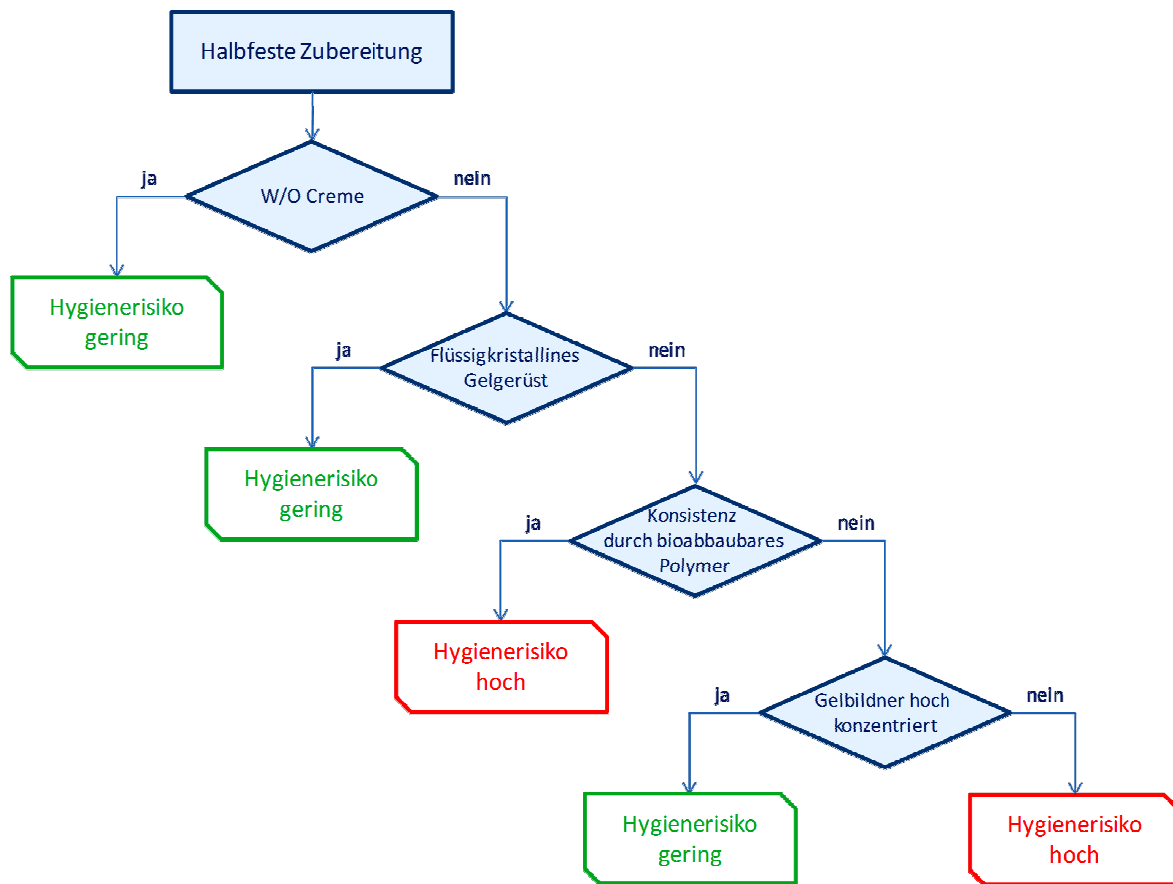 Halbfeste Zubereitung
ja
W/O Creme
nein
Hygienerisiko
gering
ja
Flüssigkristallines
Gelgerüst
nein
Hygienerisiko
gering
ja
Konsistenz
durch bioabbaubares
Polymer
nein
Hygienerisiko
hoch
ja
Gelbildner hoch
konzentriert
nein
Hygienerisiko
gering
Hygienerisiko
hoch